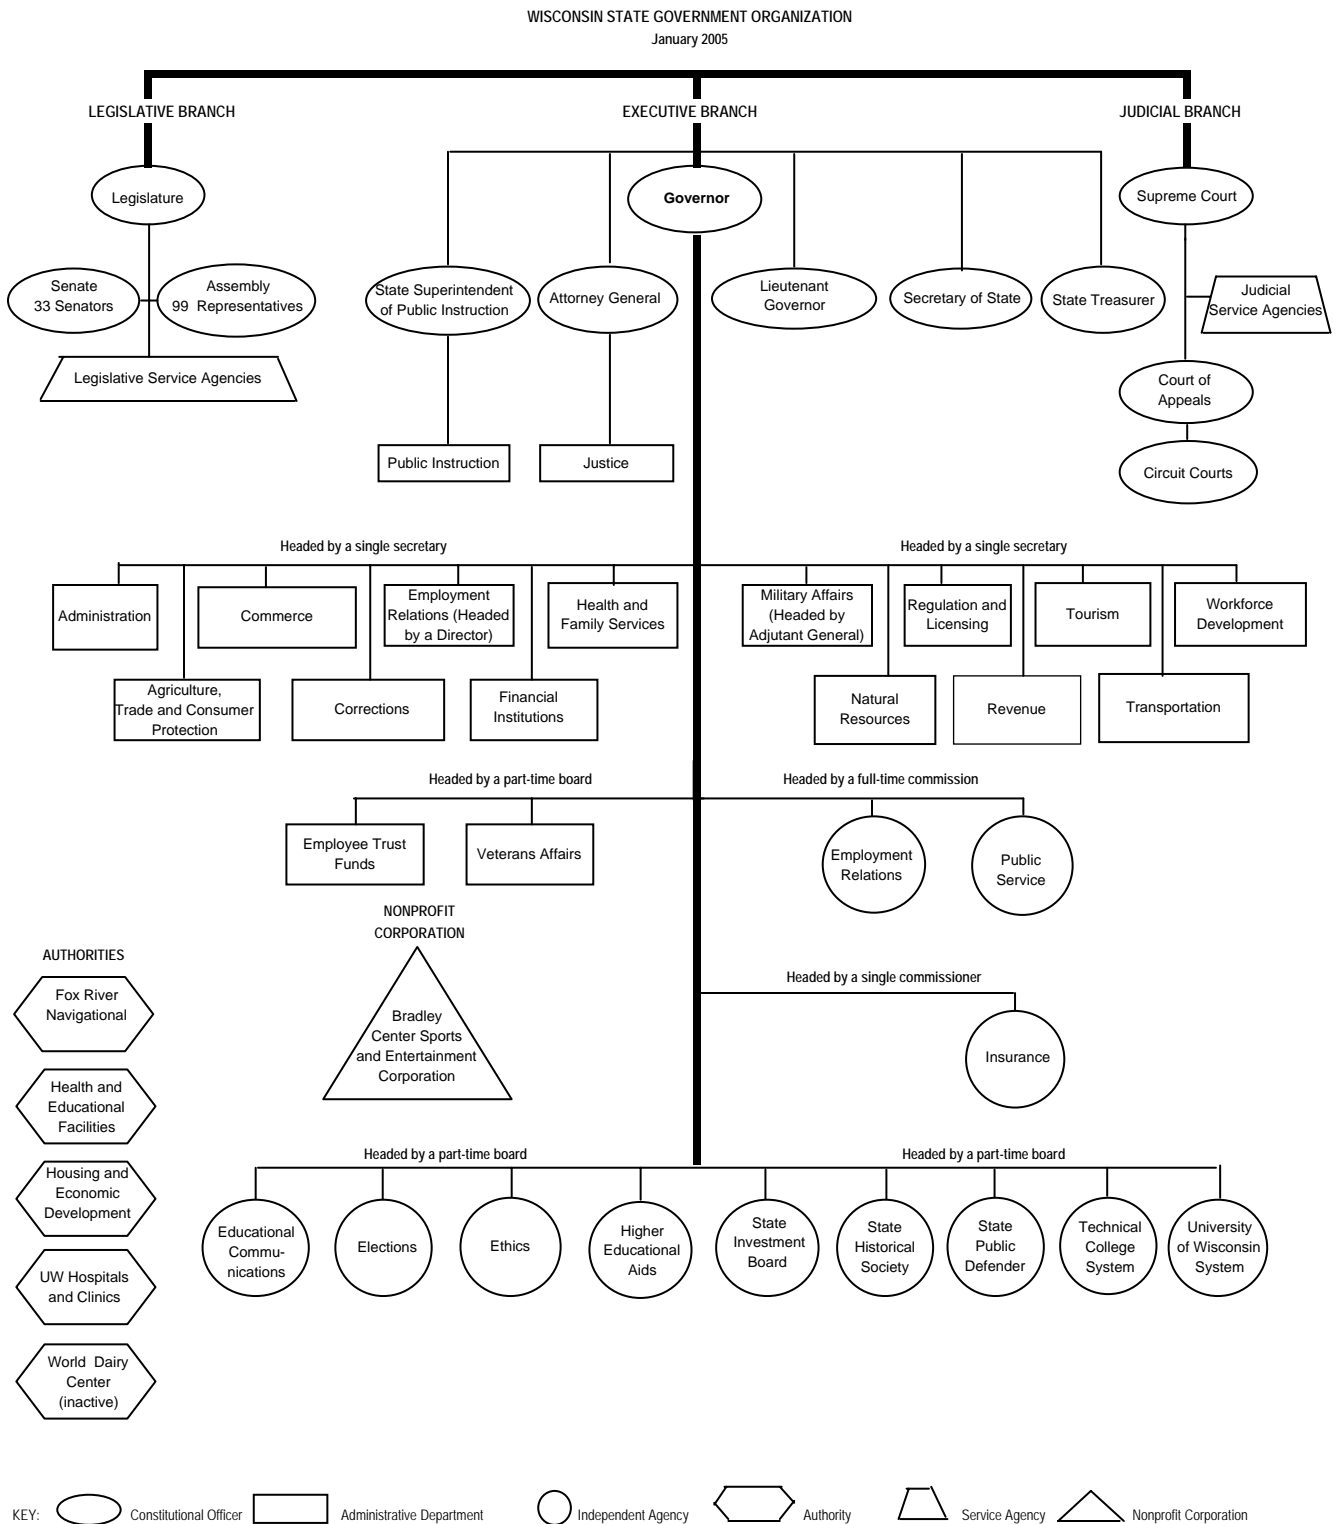 WISCONSIN STATE GOVERNMENT ORGANIZATION
January 2005
LEGISLATIVE BRANCH
EXECUTIVE BRANCH
JUDICIAL BRANCH
Legislature
Governor
Supreme Court
Senate
33 Senators
Assembly
99 Representatives
State Superintendent
of Public Instruction
Attorney General
Lieutenant
Governor
Secretary of State
State Treasurer
Judicial
Service Agencies
Legislative Service Agencies
Court of
Appeals
Public Instruction
Justice
Circuit Courts
Headed by a single secretary
Headed by a single secretary
Administration
Commerce
Employment
Relations (Headed
by a Director)
Health and
Family Services
Military Affairs
(Headed by
Adjutant General)
Regulation and
Licensing
Tourism
Workforce
Development
Agriculture,
Trade and Consumer
Protection
Corrections
Financial
Institutions
Natural
Resources
Revenue
Transportation
Headed by a part-time board
Headed by a full-time commission
Employee Trust
Funds
Veterans Affairs
Employment
Relations
Public
Service
NONPROFIT
CORPORATION
Bradley
Center Sports
and Entertainment
Corporation
Headed by a single commissioner
Insurance
AUTHORITIES
Fox River
Navigational
Health and
Educational
Facilities
Housing and
Economic
Development
UW Hospitals
and Clinics
World Dairy
Center
(inactive)
Headed by a part-time board
Headed by a part-time board
Educational
Commu-
nications
Elections
Ethics
Higher
Educational
Aids
State
Investment
Board
State
Historical
Society
State
Public
Defender
Technical
College
System
University
of Wisconsin
System
KEY:
Constitutional Officer
Administrative Department
Independent Agency
Authority
Service Agency
Nonprofit Corporation